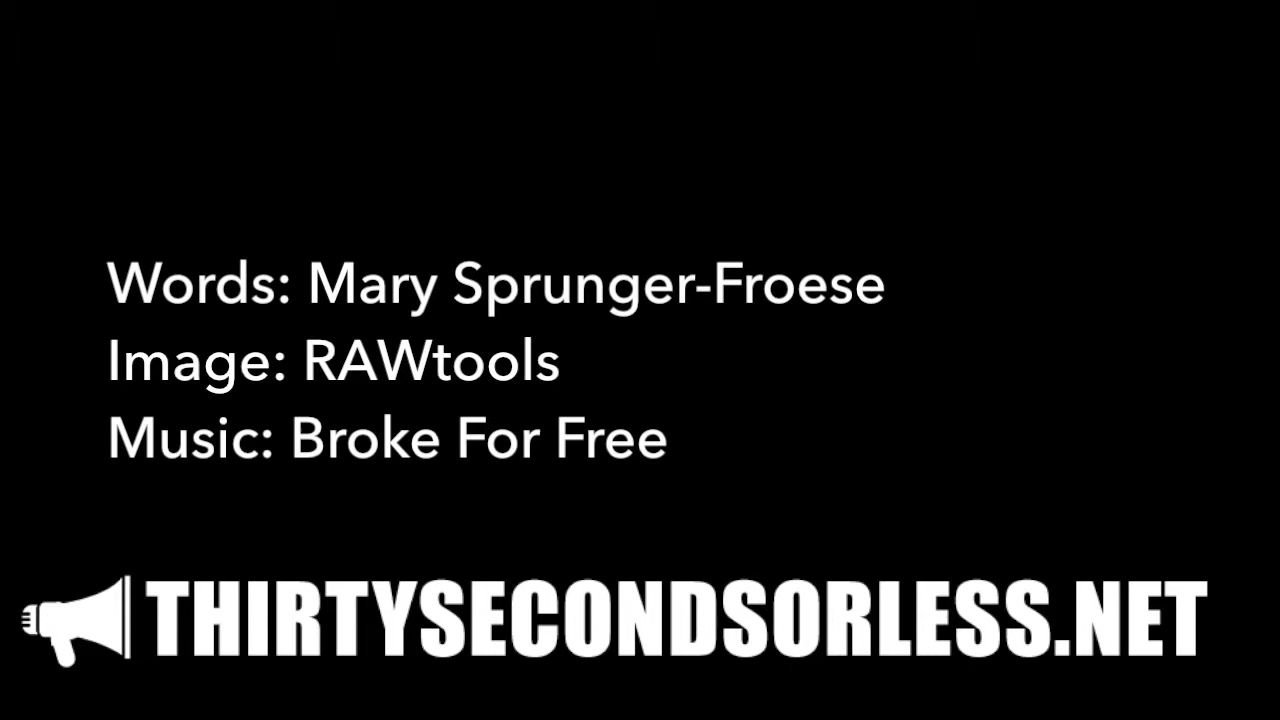 Words: Mary Sprunger-Froese
Image: RAWtools
Music: Broke For Free
THIRTYSECONDSORLESS.NET